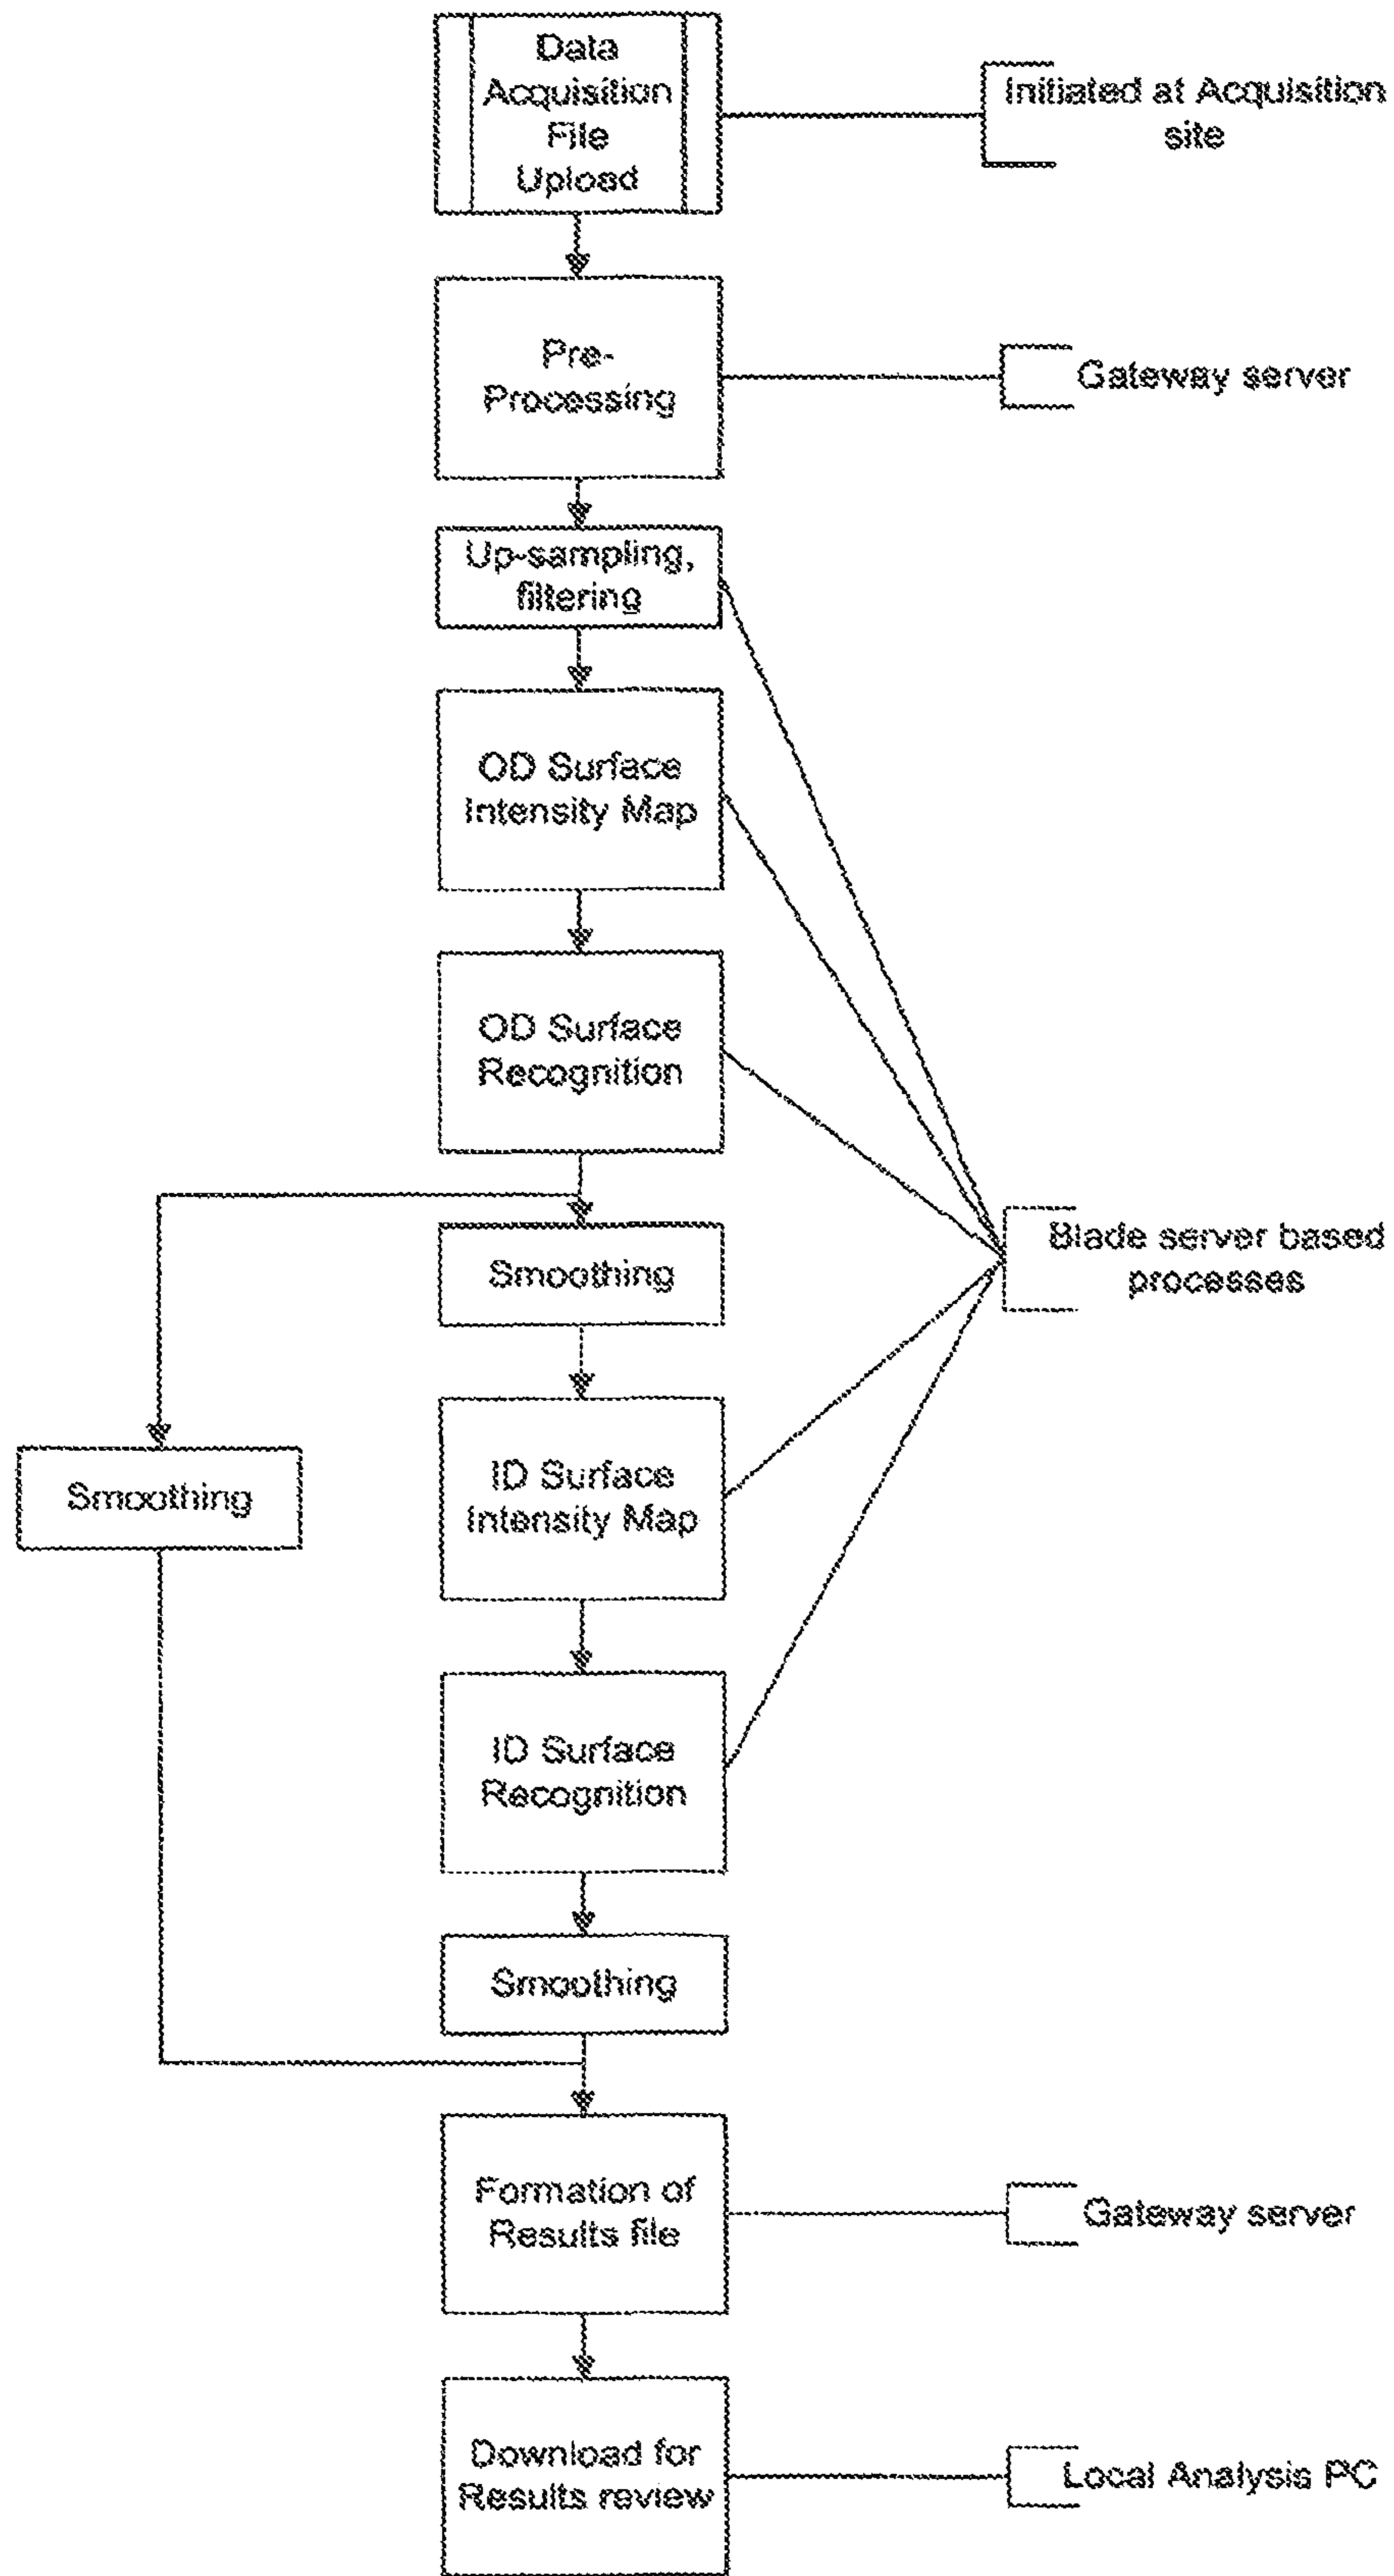 Data
Acquisition
File
Upload
Initiated at Acquisition
site
Pre-
Processing
Gateway server
Up-sampling,
filtering
OD Surface
Intensity Map
OD Surface
Recognition
Blade server based
processes
Smoothing
Smoothing
ID Surface
Intensity Map
ID Surface
Recognition
Smoothing
Formation of
Results file
Gateway server
Download for
Results review
Local Analysis PC